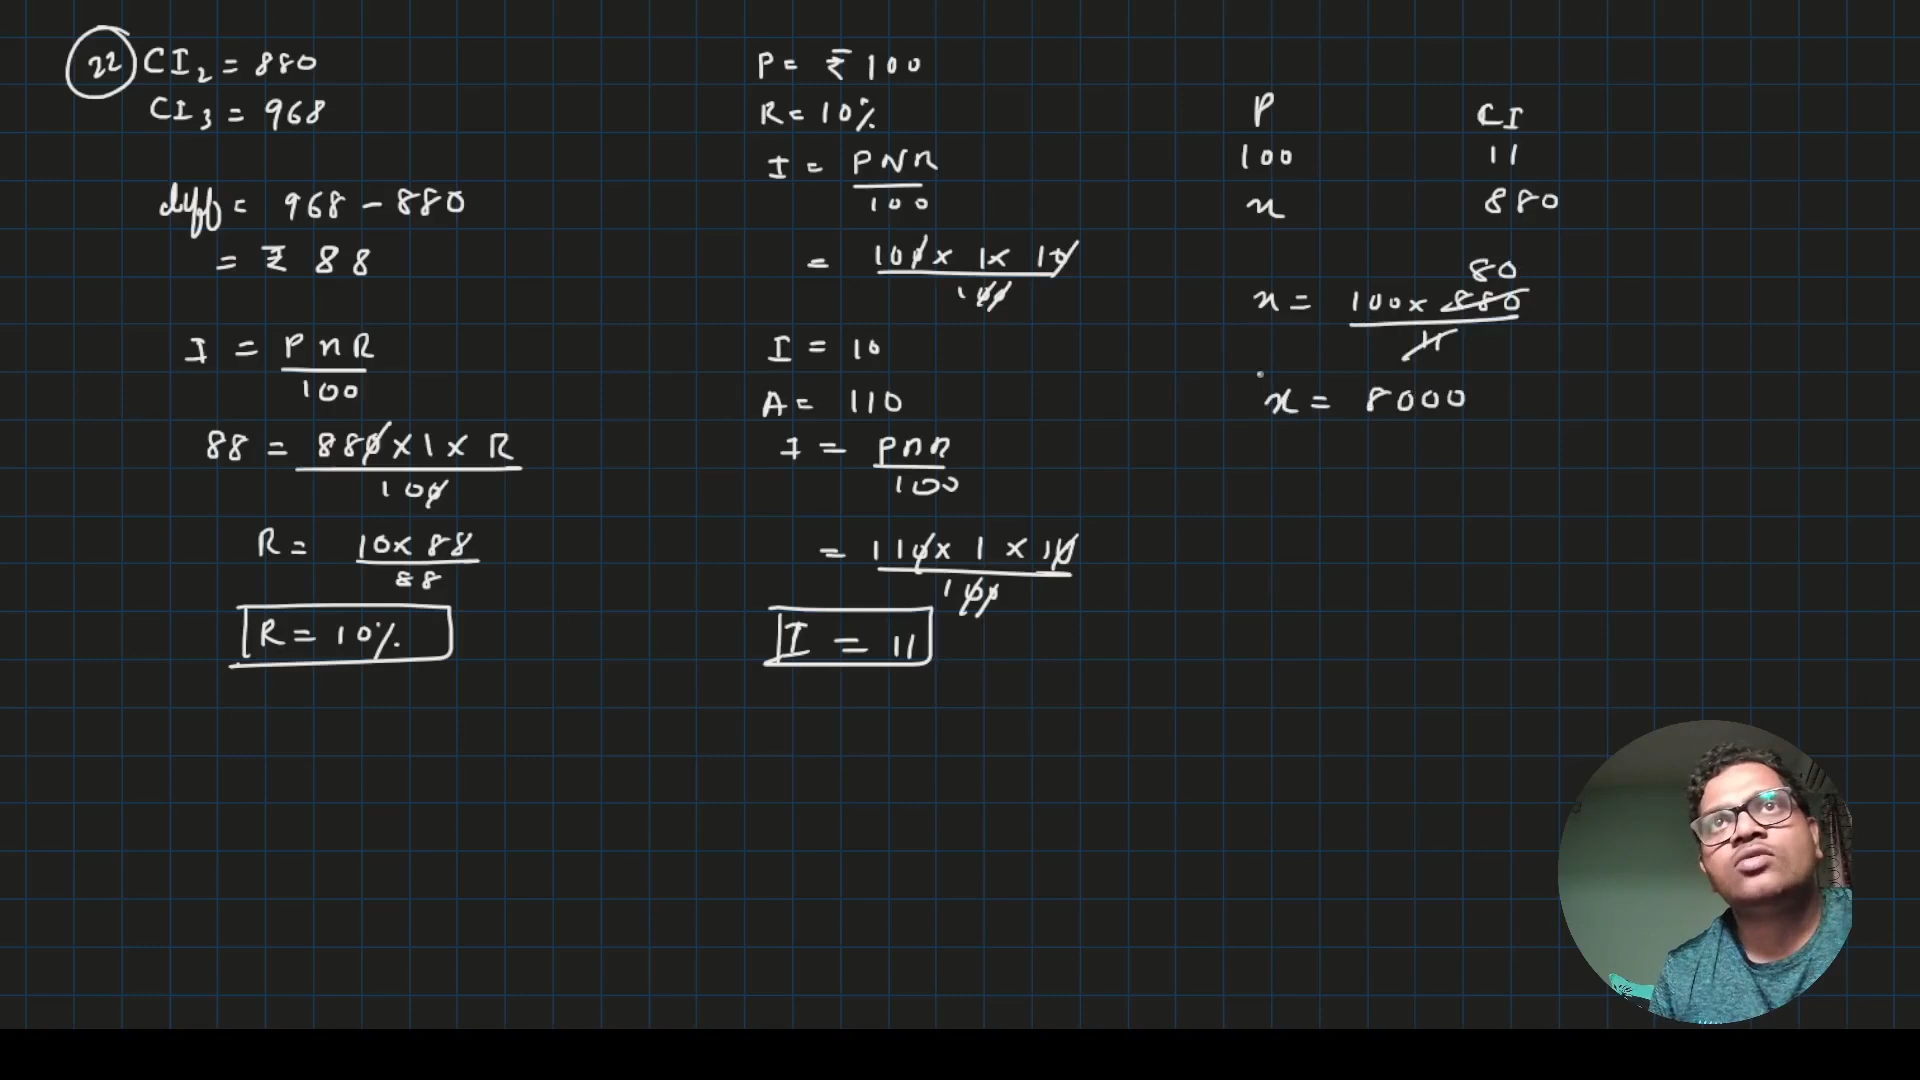 22 CI₂ = 880
CI₃ = 968
diff = 968 - 880
= ₹ 88
I = PnR
100
88 = 880 x 1 x R
100
R = 10 x 88
88
R = 10%
P = ₹ 100
R = 10%
I = PNR
100
= 100 x 1 x 10
100
I = 10
A = 110
I = PnR
100
= 110 x 1 x 10
100
I = 11
P CI
100 11
x 880
80
x = 100 x 880
11
x = 8000